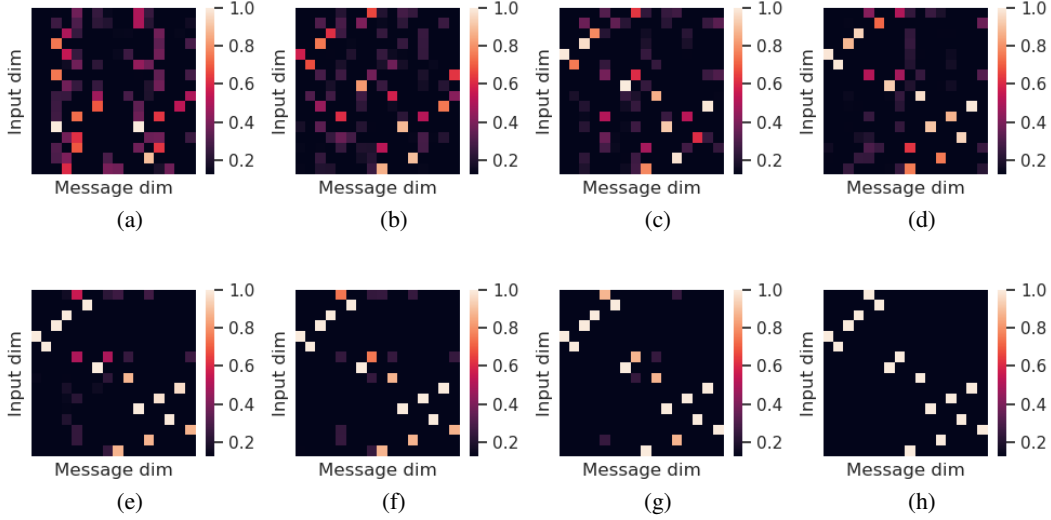 1.0 1.0 1.0 1.0
0.8 0.8 0.8 0.8
0.6 0.6 0.6 0.6
0.4 0.4 0.4 0.4
0.2 0.2 0.2 0.2
Input dim Input dim Input dim Input dim
Message dim Message dim Message dim Message dim
(a) (b) (c) (d)
1.0 1.0 1.0 1.0
0.8 0.8 0.8 0.8
0.6 0.6 0.6 0.6
0.4 0.4 0.4 0.4
0.2 0.2 0.2 0.2
Input dim Input dim Input dim Input dim
Message dim Message dim Message dim Message dim
(e) (f) (g) (h)